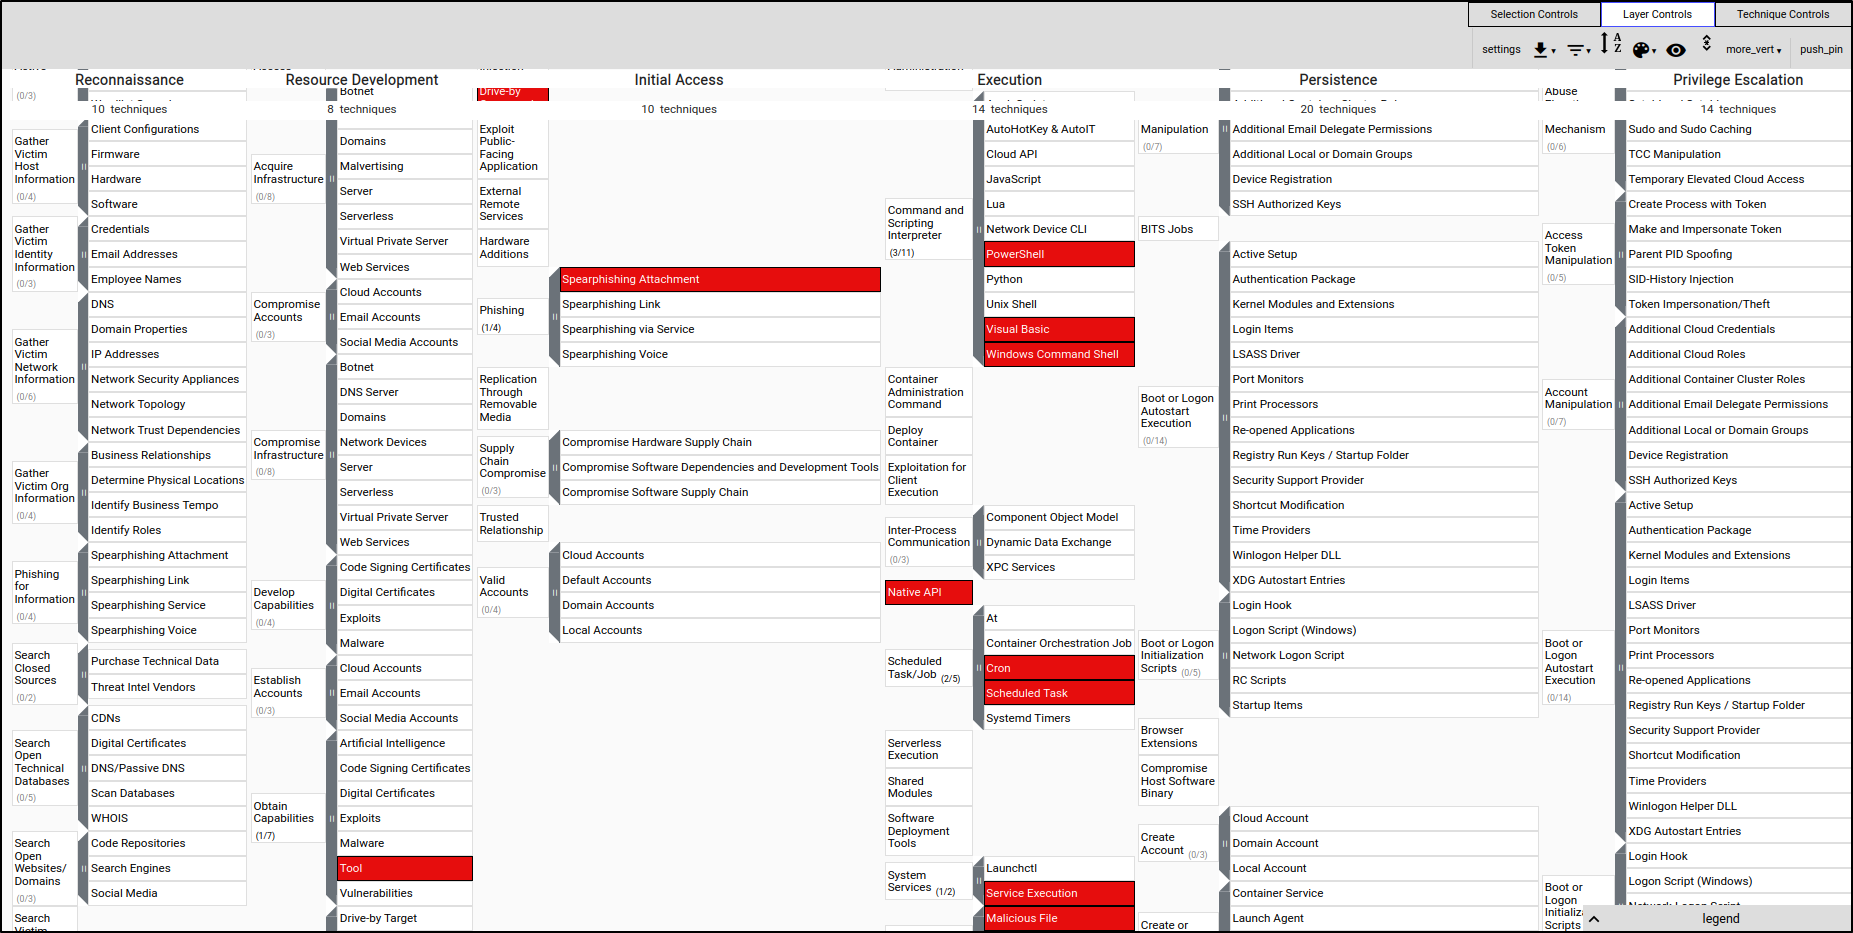 Selection Controls
Layer Controls
Technique Controls
settings
A
Z
more_vert
push_pin
Reconnaissance
Resource Development
Initial Access
Execution
Persistence
Privilege Escalation
10 techniques
8 techniques
10 techniques
14 techniques
20 techniques
14 techniques
(0/3)
Client Configurations
Firmware
Hardware
Software
Gather
Victim
Host
Information
(0/4)
Credentials
Email Addresses
Employee Names
Gather
Victim
Identity
Information
(0/3)
DNS
Domain Properties
IP Addresses
Network Security Appliances
Network Topology
Network Trust Dependencies
Gather
Victim
Network
Information
(0/6)
Business Relationships
Determine Physical Locations
Identify Business Tempo
Identify Roles
Gather
Victim Org
Information
(0/4)
Spearphishing Attachment
Spearphishing Link
Spearphishing Service
Spearphishing Voice
Phishing
for
Information
(0/4)
Search
Closed
Sources
(0/2)
Purchase Technical Data
Threat Intel Vendors
Search
Open
Technical
Databases
(0/5)
CDNs
Digital Certificates
DNS/Passive DNS
Scan Databases
WHOIS
Search
Open
Websites/
Domains
(0/3)
Code Repositories
Search Engines
Social Media
Search
Victim
Botnet
Domains
Malvertising
Server
Serverless
Virtual Private Server
Web Services
Acquire
Infrastructure
(0/8)
Compromise
Accounts
(0/3)
Cloud Accounts
Email Accounts
Social Media Accounts
Compromise
Infrastructure
(0/8)
Botnet
DNS Server
Domains
Network Devices
Server
Serverless
Virtual Private Server
Web Services
Develop
Capabilities
(0/4)
Code Signing Certificates
Digital Certificates
Exploits
Malware
Establish
Accounts
(0/3)
Cloud Accounts
Email Accounts
Social Media Accounts
Obtain
Capabilities
(1/7)
Artificial Intelligence
Code Signing Certificates
Digital Certificates
Exploits
Malware
Tool
Vulnerabilities
Drive-by Target
Drive-by
Exploit
Public-
Facing
Application
External
Remote
Services
Hardware
Additions
Phishing
(1/4)
Spearphishing Attachment
Spearphishing Link
Spearphishing via Service
Spearphishing Voice
Replication
Through
Removable
Media
Supply
Chain
Compromise
(0/3)
Compromise Hardware Supply Chain
Compromise Software Dependencies and Development Tools
Compromise Software Supply Chain
Trusted
Relationship
Valid
Accounts
(0/4)
Cloud Accounts
Default Accounts
Domain Accounts
Local Accounts
Command and
Scripting
Interpreter
(3/11)
AutoHotKey & AutoIT
Cloud API
JavaScript
Lua
Network Device CLI
PowerShell
Python
Unix Shell
Visual Basic
Windows Command Shell
Container
Administration
Command
Deploy
Container
Exploitation for
Client
Execution
Inter-Process
Communication
(0/3)
Component Object Model
Dynamic Data Exchange
XPC Services
Native API
Scheduled
Task/Job (2/5)
At
Container Orchestration Job
Cron
Scheduled Task
Systemd Timers
Serverless
Execution
Shared
Modules
Software
Deployment
Tools
System
Services (1/2)
Launchctl
Service Execution
Malicious File
Manipulation
(0/7)
Additional Email Delegate Permissions
Additional Local or Domain Groups
Device Registration
SSH Authorized Keys
BITS Jobs
Boot or Logon
Autostart
Execution
(0/14)
Active Setup
Authentication Package
Kernel Modules and Extensions
Login Items
LSASS Driver
Port Monitors
Print Processors
Re-opened Applications
Registry Run Keys / Startup Folder
Security Support Provider
Shortcut Modification
Time Providers
Winlogon Helper DLL
XDG Autostart Entries
Boot or Logon
Initialization
Scripts (0/5)
Login Hook
Logon Script (Windows)
Network Logon Script
RC Scripts
Startup Items
Browser
Extensions
Compromise
Host Software
Binary
Create
Account (0/3)
Cloud Account
Domain Account
Local Account
Create or
Container Service
Launch Agent
Abuse
Mechanism
(0/6)
Sudo and Sudo Caching
TCC Manipulation
Temporary Elevated Cloud Access
Access
Token
Manipulation
(0/5)
Create Process with Token
Make and Impersonate Token
Parent PID Spoofing
SID-History Injection
Token Impersonation/Theft
Account
Manipulation
(0/7)
Additional Cloud Credentials
Additional Cloud Roles
Additional Container Cluster Roles
Additional Email Delegate Permissions
Additional Local or Domain Groups
Device Registration
SSH Authorized Keys
Boot or
Logon
Autostart
Execution
(0/14)
Active Setup
Authentication Package
Kernel Modules and Extensions
Login Items
LSASS Driver
Port Monitors
Print Processors
Re-opened Applications
Registry Run Keys / Startup Folder
Security Support Provider
Shortcut Modification
Time Providers
Winlogon Helper DLL
XDG Autostart Entries
Boot or
Logon
Initializa
Scripts
Login Hook
Logon Script (Windows)
Network Logon Script
legend